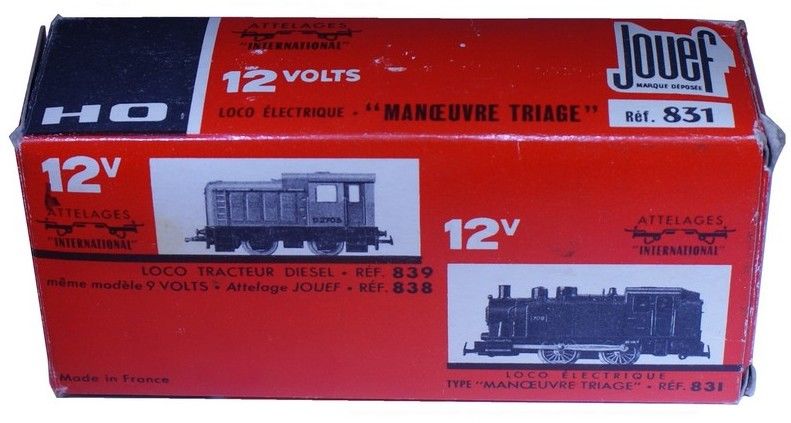 ATTELAGES
"INTERNATIONAL"
Jouef
MARQUE DÉPOSÉE
12 VOLTS
HO
LOCO ÉLECTRIQUE • "MANŒUVRE TRIAGE"
Réf. 831
12V
ATTELAGES
"INTERNATIONAL"
D2705
LOCO TRACTEUR DIESEL • RÉF. 839
même modèle 9 VOLTS • Attelage JOUEF • RÉF. 838
12V
ATTELAGES
"INTERNATIONAL"
LOCO ÉLECTRIQUE
TYPE "MANŒUVRE TRIAGE" • RÉF. 831
Made in France